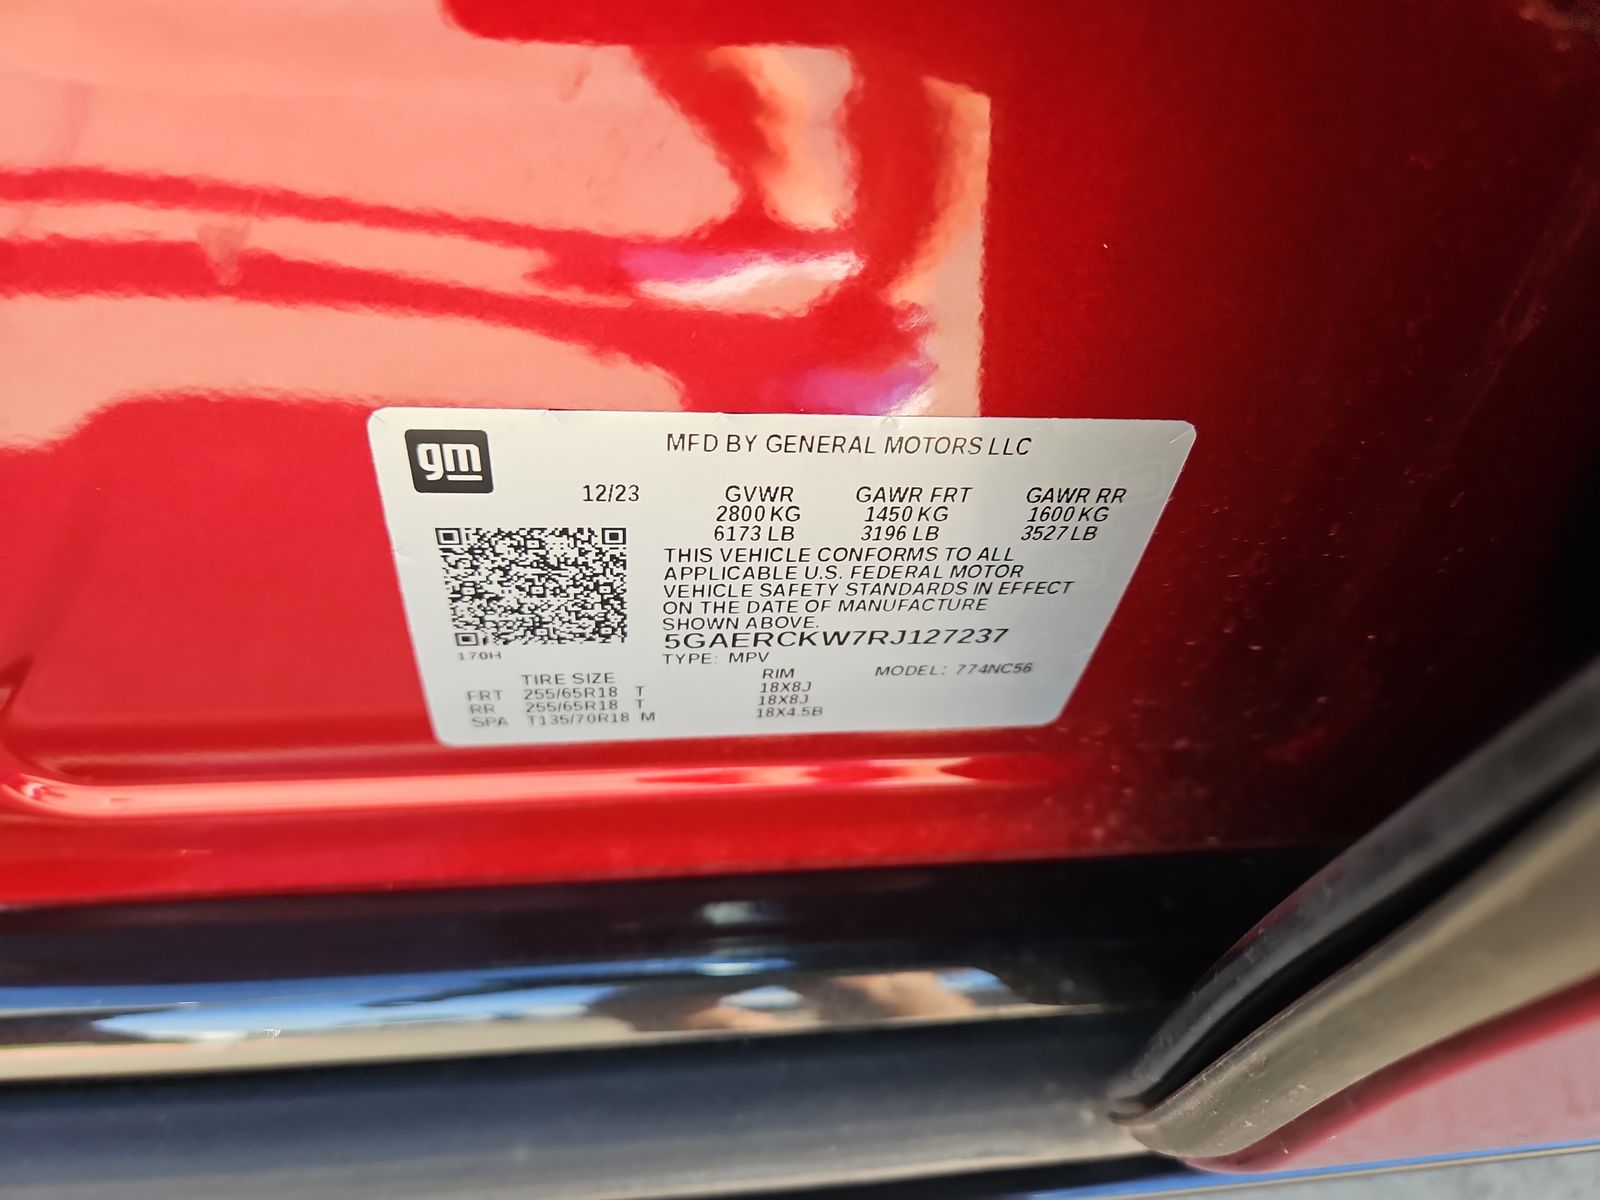 gm
MFD BY GENERAL MOTORS LLC
12/23 GVWR GAWR FRT GAWR RR
2800 KG 1450 KG 1600 KG
6173 LB 3196 LB 3527 LB
THIS VEHICLE CONFORMS TO ALL
APPLICABLE U.S. FEDERAL MOTOR
VEHICLE SAFETY STANDARDS IN EFFECT
ON THE DATE OF MANUFACTURE
SHOWN ABOVE.
5GAERCKW7RJ127237
170H
TYPE: MPV MODEL: 774NC56
TIRE SIZE RIM
FRT 255/65R18 T 18X8J
RR 255/65R18 T 18X8J
SPA T135/70R18 M 18X4.5B